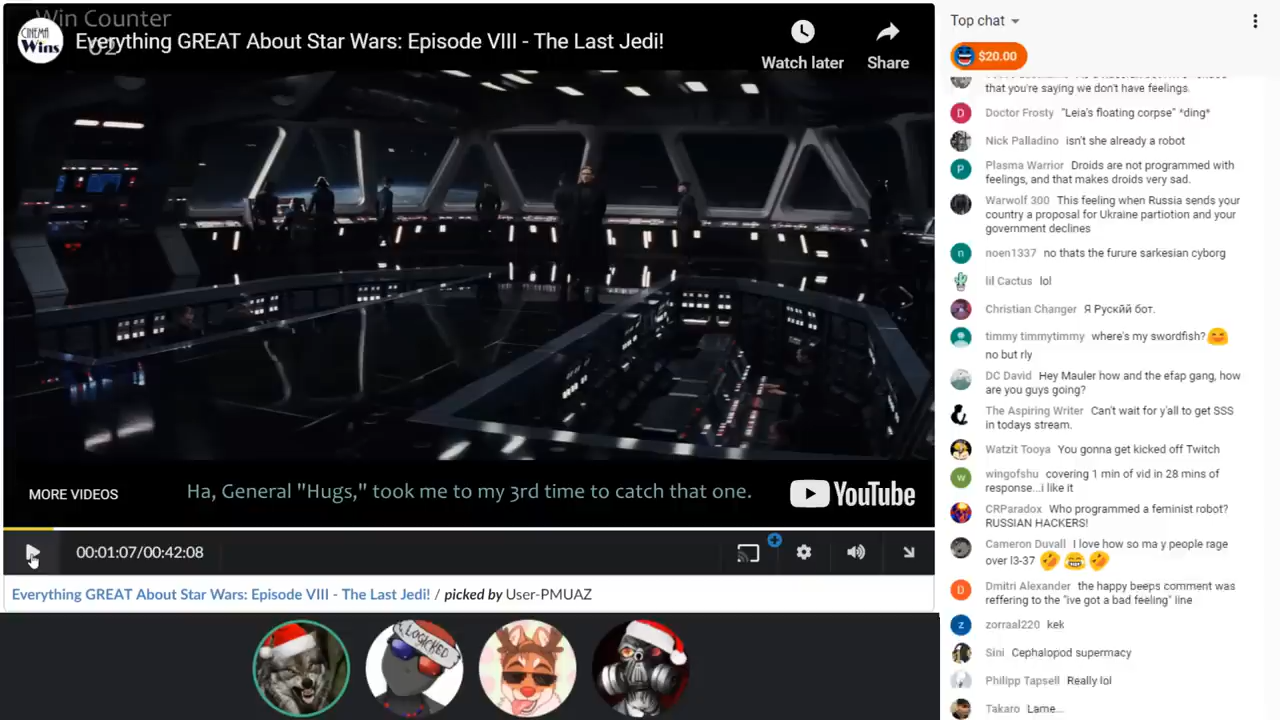 Win Counter
02
CINEMA
Wins
Everything GREAT About Star Wars: Episode VIII - The Last Jedi!
Watch later
Share
MORE VIDEOS
Ha, General "Hugs," took me to my 3rd time to catch that one.
YouTube
00:01:07/00:42:08
Everything GREAT About Star Wars: Episode VIII - The Last Jedi! / picked by User-PMUAZ
LOGICKED
Top chat
$20.00
that you're saying we don't have feelings.
D
Doctor Frosty "Leia's floating corpse" *ding*
Nick Palladino isn't she already a robot
P
Plasma Warrior Droids are not programmed with
feelings, and that makes droids very sad.
Warwolf 300 This feeling when Russia sends your
country a proposal for Ukraine partiotion and your
government declines
n
noen1337 no thats the furure sarkesian cyborg
lil Cactus lol
Christian Changer Я Рускйй бот.
timmy timmytimmy where's my swordfish?
no but rly
DC David Hey Mauler how and the efap gang, how
are you guys going?
The Aspiring Writer Can't wait for y'all to get SSS
in todays stream.
Watzit Tooya You gonna get kicked off Twitch
w
wingofshu covering 1 min of vid in 28 mins of
response...i like it
CRParadox Who programmed a feminist robot?
RUSSIAN HACKERS!
Cameron Duvall I love how so ma y people rage
over l3-37
D
Dmitri Alexander the happy beeps comment was
reffering to the "ive got a bad feeling" line
z
zorraal220 kek
Sini Cephalopod supermacy
Philipp Tapsell Really lol
Takaro Lame...